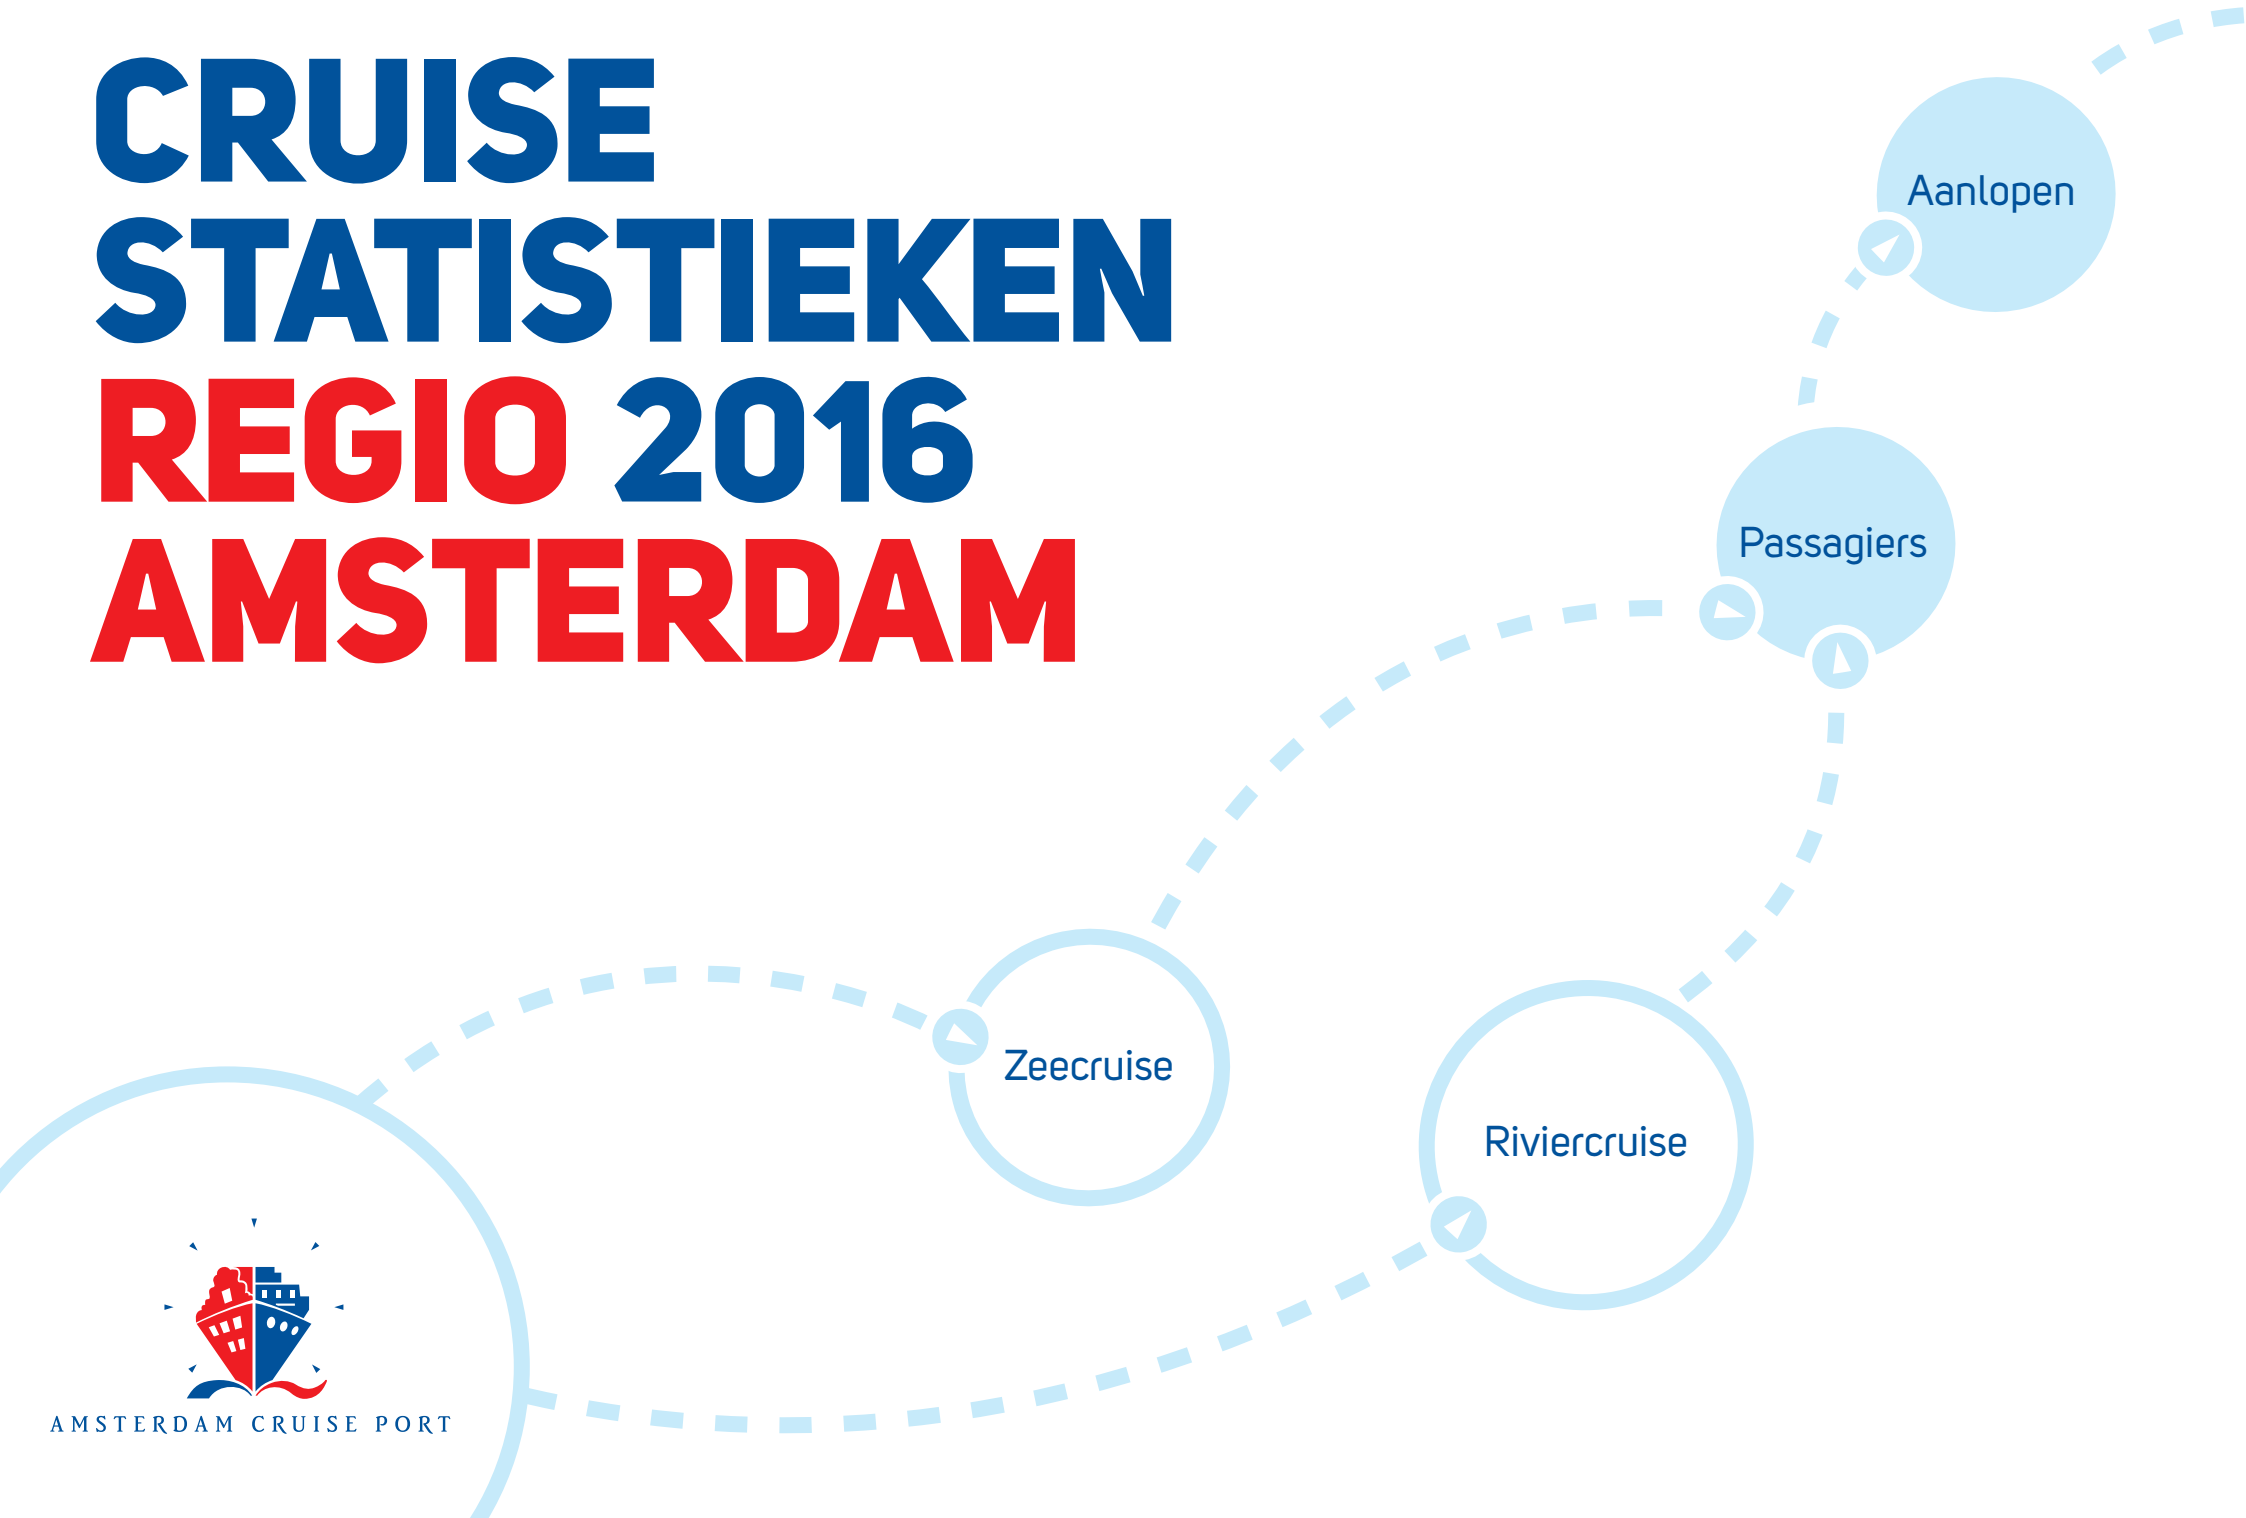 CRUISE
STATISTIEKEN
REGIO 2016
AMSTERDAM
Aanlopen
Passagiers
Zeecruise
Riviercruise
AMSTERDAM CRUISE PORT